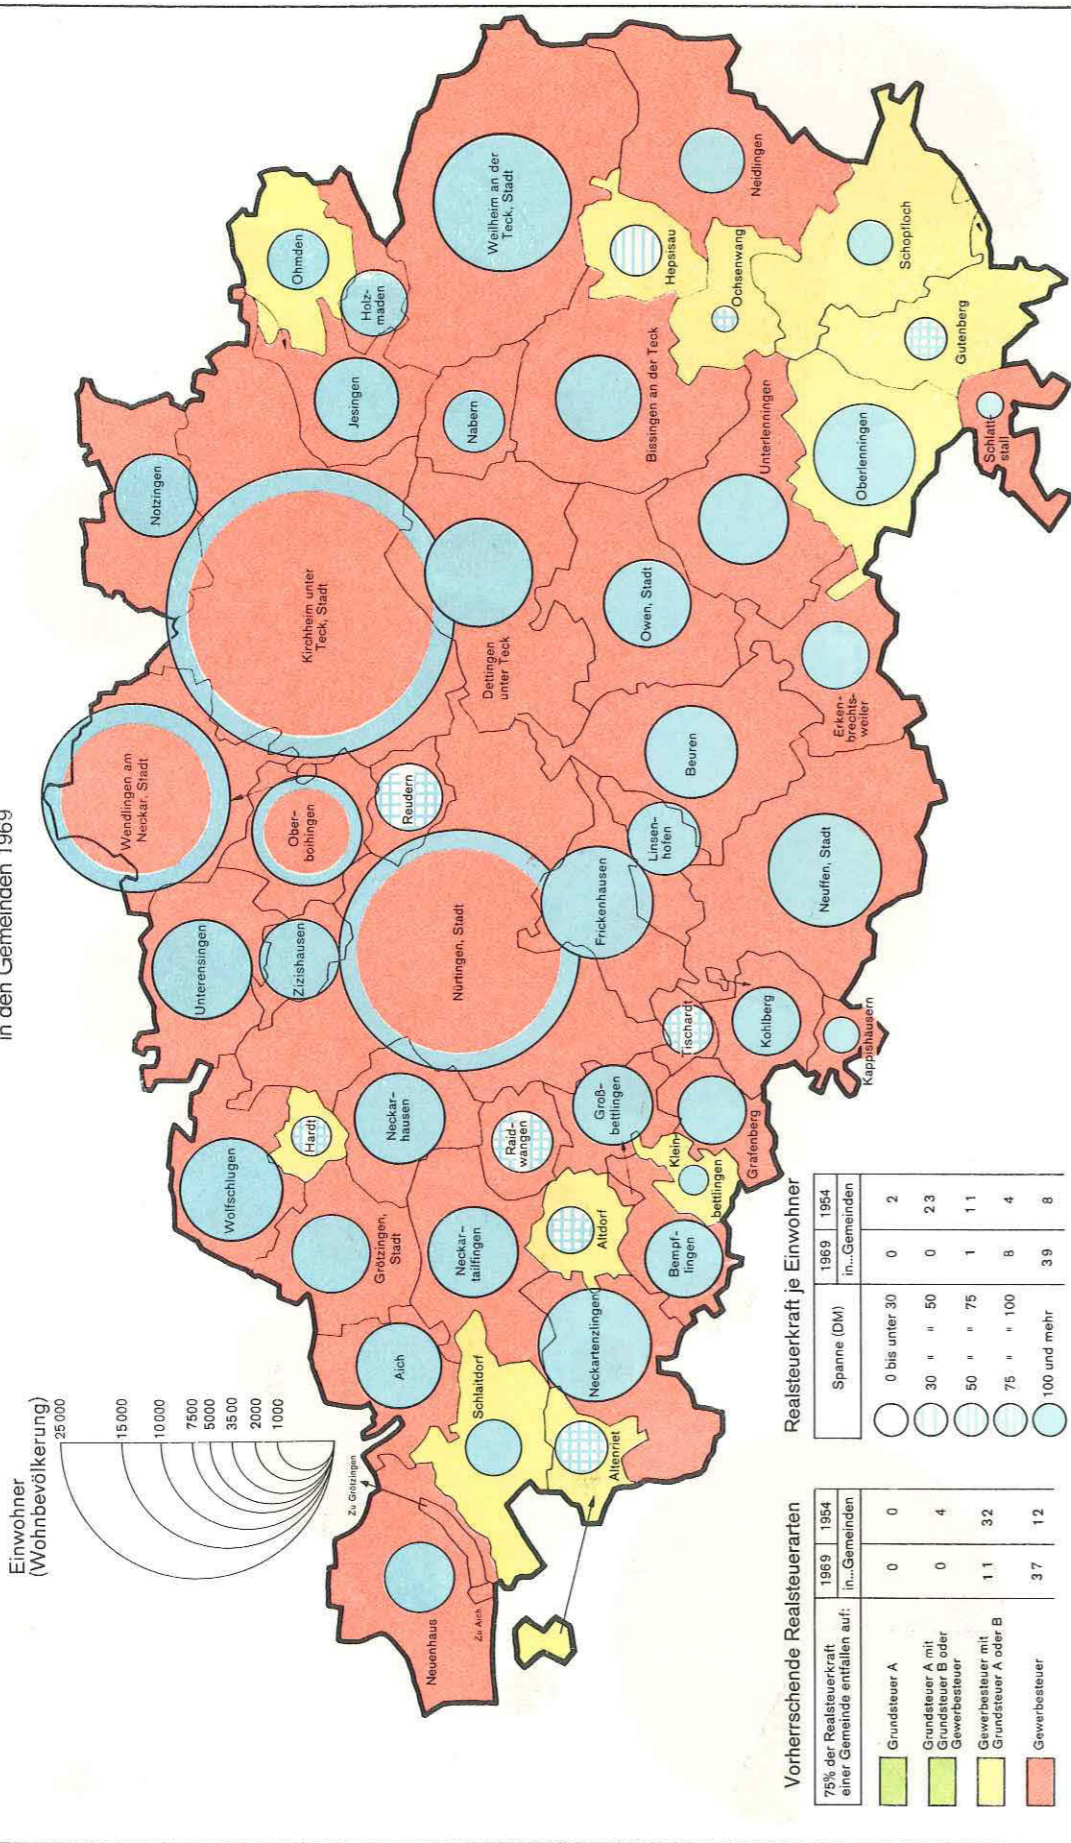 in den Gemeinden 1969
Einwohner
(Wohnbevölkerung)
25 000
15 000
10 000
7500
5000
3500
2000
1000
Wendlingen am
Neckar, Stadt
Notzingen
Kirchheim unter
Teck, Stadt
Ohmden
Holz-
maden
Jesingen
Nabern
Weilheim an der
Teck, Stadt
Neidlingen
Hepsisau
Ochsenwang
Schopfloch
Gutenberg
Schlatt-
stall
Oberlenningen
Unterlenningen
Bissingen an der Teck
Dettingen
unter Teck
Owen, Stadt
Erken-
brechts-
weiler
Beuren
Linsen-
hofen
Neuffen, Stadt
Frickenhausen
Reudern
Ober-
boihingen
Unterensingen
Zizishausen
Nürtingen, Stadt
Tischardt
Kohlberg
Kappishäusern
Grafenberg
Groß-
bettlingen
Klein-
bettlingen
Raid-
wangen
Neckar-
hausen
Hardt
Wolfschlugen
Grötzingen,
Stadt
Neckar-
tailfingen
Altdorf
Bempf-
lingen
Neckartenzlingen
Aich
Schlaitdorf
Altenriet
Neuenhaus
Zu Grötzingen
Zu Aich
Vorherrschende Realsteuerarten
75% der Realsteuerkraft
einer Gemeinde entfallen auf:
1969 1954
in...Gemeinden
Grundsteuer A 0 0
Grundsteuer A mit
Grundsteuer B oder
Gewerbesteuer 0 4
Gewerbesteuer mit
Grundsteuer A oder B 11 32
Gewerbesteuer 37 12
Realsteuerkraft je Einwohner
Spanne (DM) 1969 1954
in...Gemeinden
0 bis unter 30 0 2
30 " " 50 0 23
50 " " 75 1 11
75 " " 100 8 4
100 und mehr 39 8